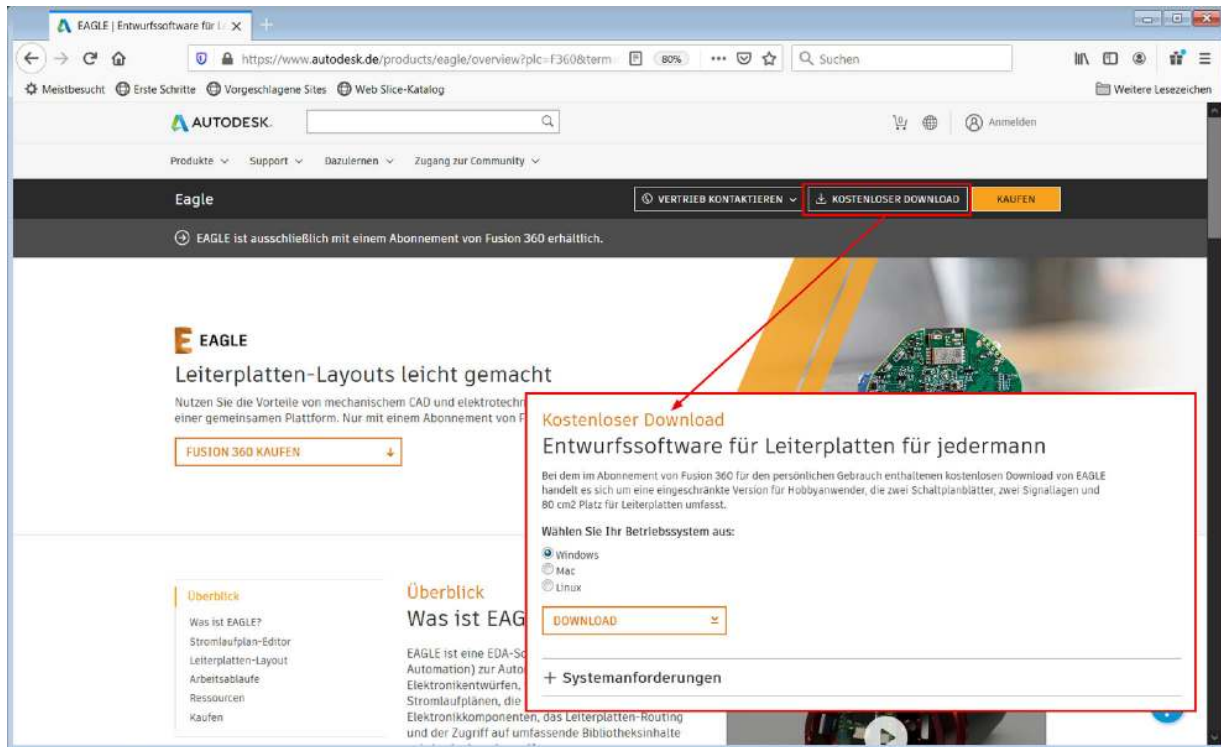 EAGLE | Entwurfssoftware für L
https://www.autodesk.de/products/eagle/overview?plc=F360&term
80%
Suchen
Meistbesucht
Erste Schritte
Vorgeschlagene Sites
Web Slice-Katalog
Weitere Lesezeichen
AUTODESK.
Anmelden
Produkte
Support
Dazulernen
Zugang zur Community
Eagle
VERTRIEB KONTAKTIEREN
KOSTENLOSER DOWNLOAD
KAUFEN
EAGLE ist ausschließlich mit einem Abonnement von Fusion 360 erhältlich.
E EAGLE
Leiterplatten-Layouts leicht gemacht
Nutzen Sie die Vorteile von mechanischem CAD und elektrotechn
einer gemeinsamen Plattform. Nur mit einem Abonnement von F
FUSION 360 KAUFEN
Kostenloser Download
Entwurfssoftware für Leiterplatten für jedermann
Bei dem im Abonnement von Fusion 360 für den persönlichen Gebrauch enthaltenen kostenlosen Download von EAGLE
handelt es sich um eine eingeschränkte Version für Hobbyanwender, die zwei Schaltplanblätter, zwei Signallagen und
80 cm2 Platz für Leiterplatten umfasst.
Wählen Sie Ihr Betriebssystem aus:
Windows
Mac
Linux
DOWNLOAD
+ Systemanforderungen
Überblick
Was ist EAGLE?
Stromlaufplan-Editor
Leiterplatten-Layout
Arbeitsabläufe
Ressourcen
Kaufen
Überblick
Was ist EAG
EAGLE ist eine EDA-So
Automation) zur Auto
Elektronikentwürfen,
Stromlaufplänen, die
Elektronikkomponenten, das Leiterplatten-Routing
und der Zugriff auf umfassende Bibliotheksinhalte